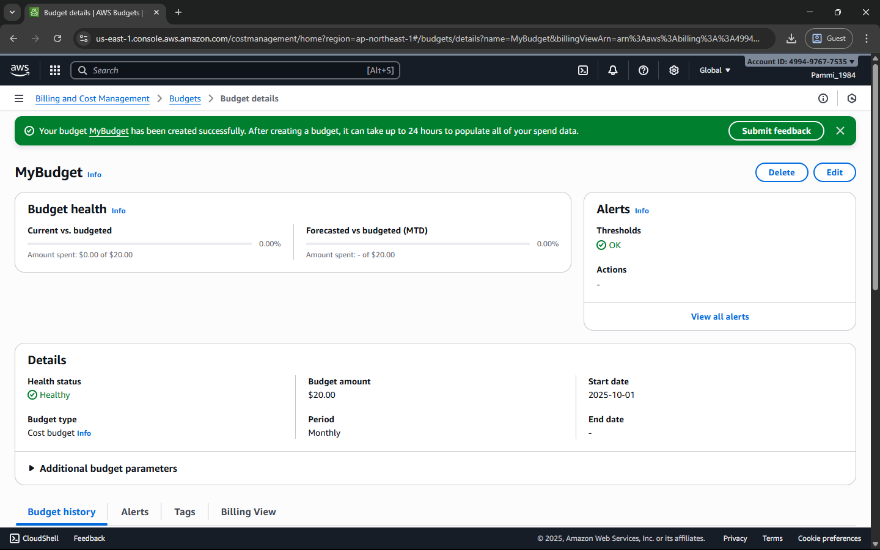 Budget details | AWS Budgets |
us-east-1.console.aws.amazon.com/costmanagement/home?region=ap-northeast-1#/budgets/details?name=MyBudget&billingViewArn=arn%3Aaws%3Abilling%3A%3A4994...
Guest
aws
Search
[Alt+S]
Global
Account ID: 4994-9767-7535
Pammi_1984
Billing and Cost Management
Budgets
Budget details
Your budget MyBudget has been created successfully. After creating a budget, it can take up to 24 hours to populate all of your spend data.
Submit feedback
MyBudget Info
Delete
Edit
Budget health Info
Current vs. budgeted
0.00%
Amount spent: $0.00 of $20.00
Forecasted vs budgeted (MTD)
0.00%
Amount spent: - of $20.00
Alerts Info
Thresholds
OK
Actions
-
View all alerts
Details
Health status
Healthy
Budget type
Cost budget Info
Budget amount
$20.00
Period
Monthly
Start date
2025-10-01
End date
-
Additional budget parameters
Budget history
Alerts
Tags
Billing View
CloudShell
Feedback
© 2025, Amazon Web Services, Inc. or its affiliates.
Privacy
Terms
Cookie preferences